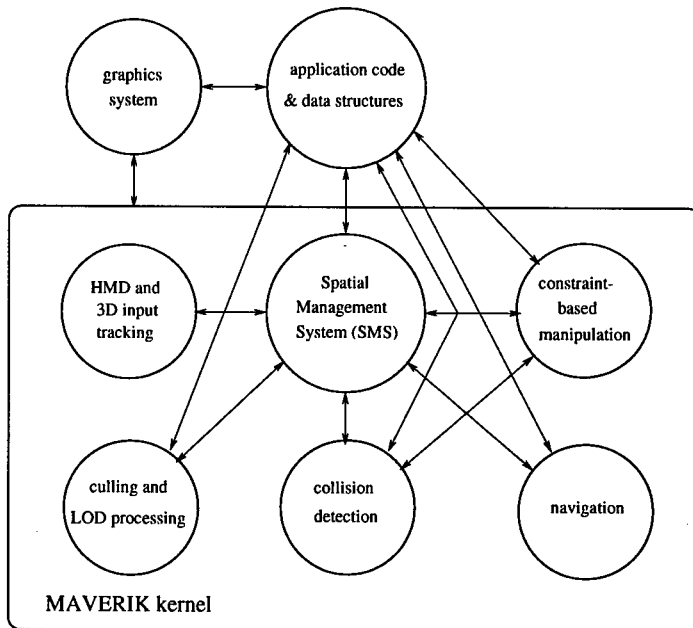 graphics
system
application code
& data structures
HMD and
3D input
tracking
Spatial
Management
System (SMS)
constraint-
based
manipulation
culling and
LOD processing
collision
detection
navigation
MAVERIK kernel